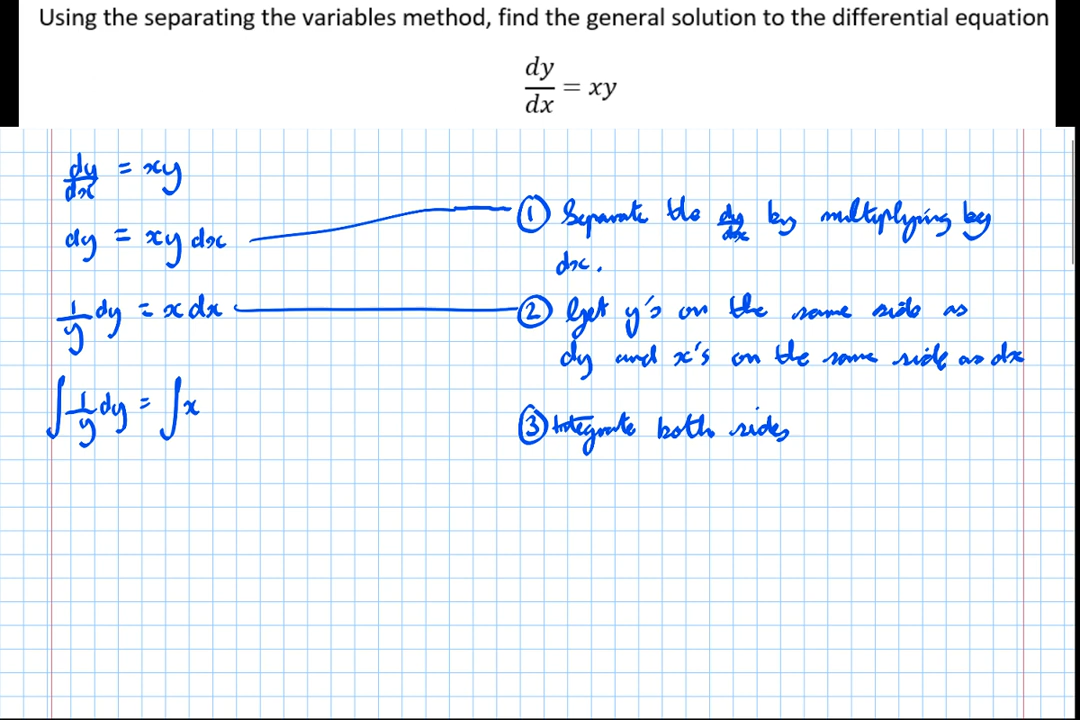 Using the separating the variables method, find the general solution to the differential equation
dy/dx = xy
dy/dx = xy
① Separate the dy/dx by multiplying by
dx.
dy = xy dx
1/y dy = x dx
② Get y's on the same side as
dy and x's on the same side as dx
∫ 1/y dy = ∫ x
③ Integrate both sides